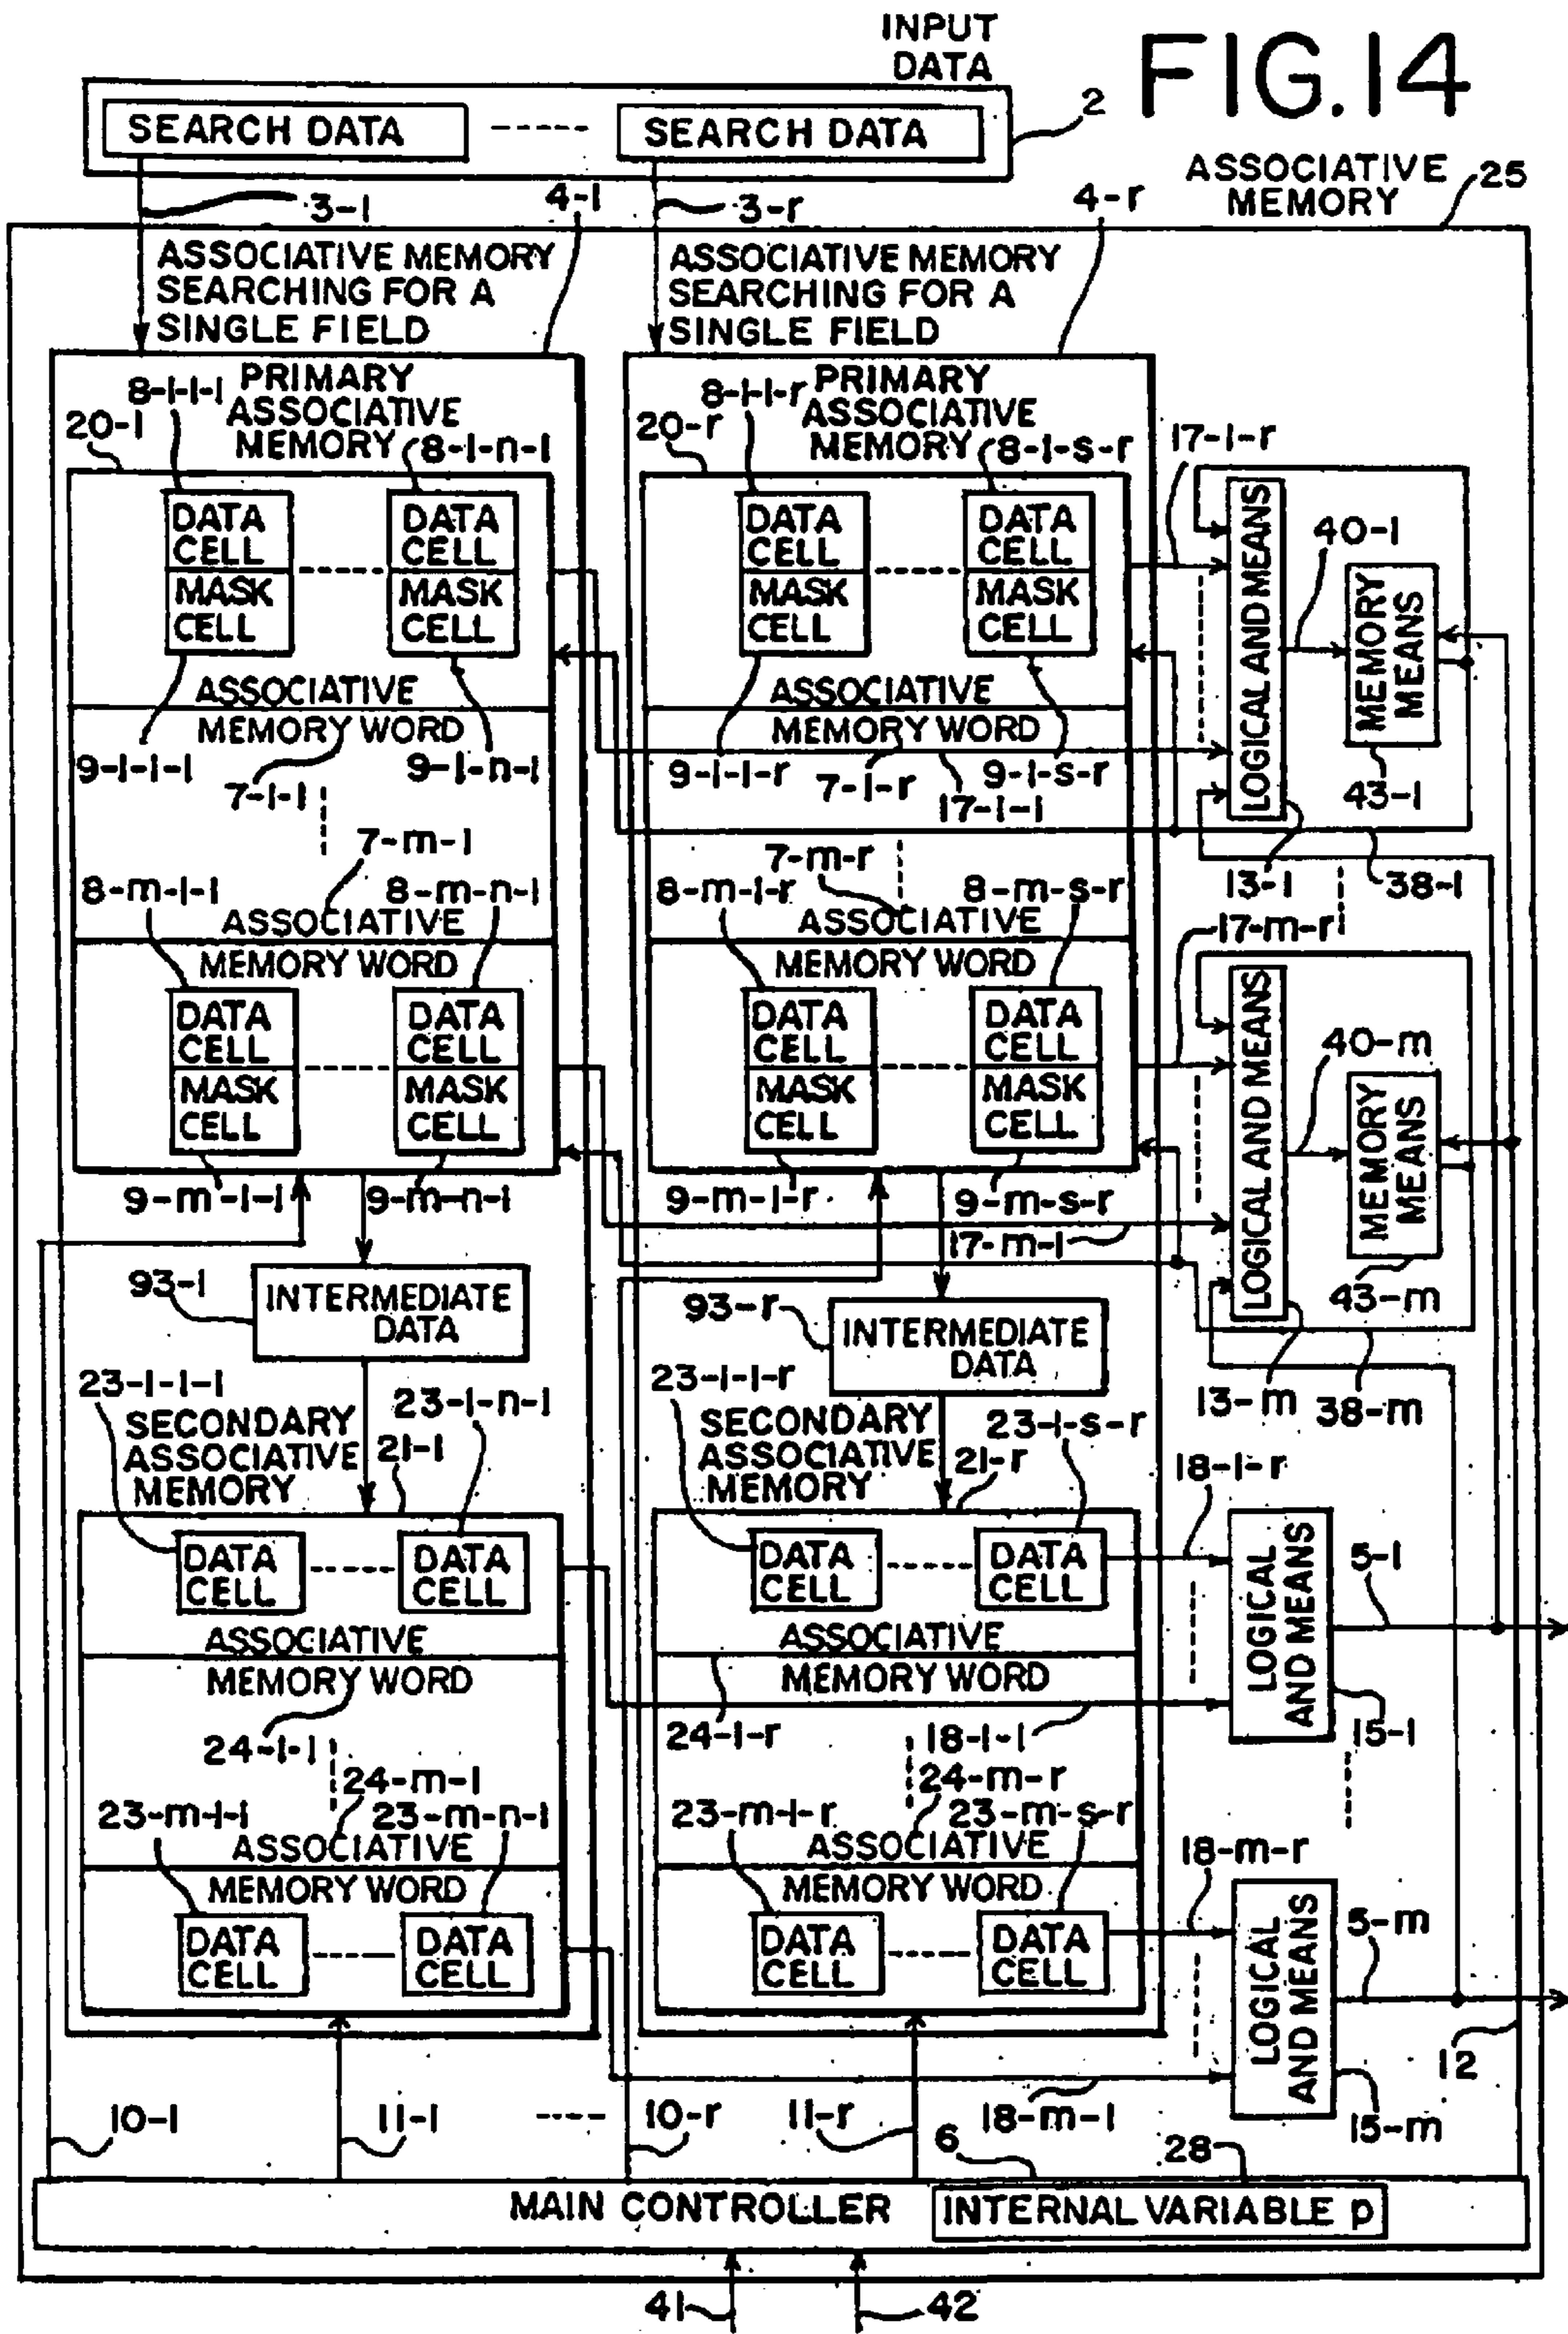 FIG.14
INPUT
DATA
SEARCH DATA
SEARCH DATA
2
3-1
4-1
3-r
4-r
ASSOCIATIVE
MEMORY
25
ASSOCIATIVE MEMORY
SEARCHING FOR A
SINGLE FIELD
ASSOCIATIVE MEMORY
SEARCHING FOR A
SINGLE FIELD
8-1-1-1
PRIMARY
ASSOCIATIVE
MEMORY
20-1
8-1-n-1
8-1-1-r
PRIMARY
ASSOCIATIVE
MEMORY
20-r
8-1-s-r
17-1-r
DATA
CELL
MASK
CELL
DATA
CELL
MASK
CELL
DATA
CELL
MASK
CELL
DATA
CELL
MASK
CELL
LOGICAL AND MEANS
40-1
MEMORY
MEANS
ASSOCIATIVE
MEMORY WORD
ASSOCIATIVE
MEMORY WORD
9-1-1-1
7-1-1
9-1-n-1
9-1-1-r
7-1-r
9-1-s-r
17-1-1
43-1
7-m-1
7-m-r
8-m-1-1
8-m-n-1
8-m-1-r
8-m-s-r
13-1
38-1
ASSOCIATIVE
MEMORY WORD
ASSOCIATIVE
MEMORY WORD
17-m-r
DATA
CELL
MASK
CELL
DATA
CELL
MASK
CELL
DATA
CELL
MASK
CELL
DATA
CELL
MASK
CELL
LOGICAL AND MEANS
40-m
MEMORY
MEANS
9-m-1-1
9-m-n-1
9-m-1-r
9-m-s-r
17-m-1
93-1
INTERMEDIATE
DATA
93-r
INTERMEDIATE
DATA
43-m
13-m
38-m
23-1-1-1
23-1-n-1
SECONDARY
ASSOCIATIVE
MEMORY
21-1
23-1-1-r
23-1-s-r
SECONDARY
ASSOCIATIVE
MEMORY
21-r
18-1-r
DATA
CELL
DATA
CELL
DATA
CELL
DATA
CELL
LOGICAL
AND MEANS
5-1
ASSOCIATIVE
MEMORY WORD
ASSOCIATIVE
MEMORY WORD
24-1-1
24-1-r
18-1-1
15-1
24-m-1
24-m-r
23-m-1-1
23-m-n-1
23-m-1-r
23-m-s-r
ASSOCIATIVE
MEMORY WORD
ASSOCIATIVE
MEMORY WORD
18-m-r
DATA
CELL
DATA
CELL
DATA
CELL
DATA
CELL
LOGICAL
AND MEANS
5-m
12
10-1
11-1
10-r
11-r
18-m-1
15-m
6
28
MAIN CONTROLLER
INTERNAL VARIABLE p
41
42